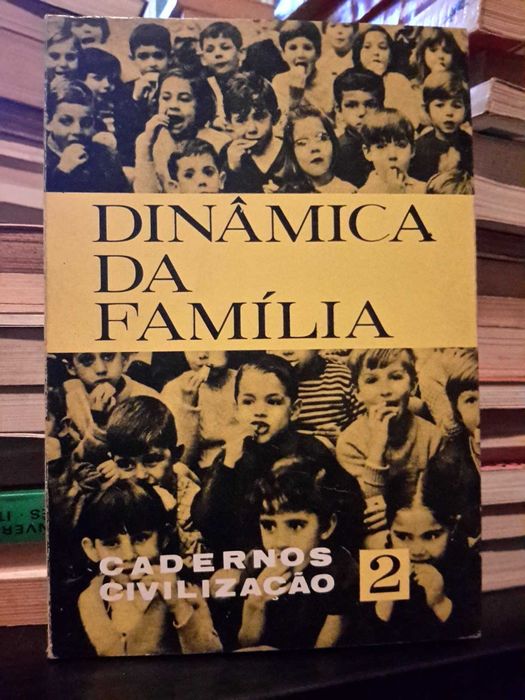 DINÂMICA
DA
FAMÍLIA
CADERNOS
CIVILIZAÇÃO
2